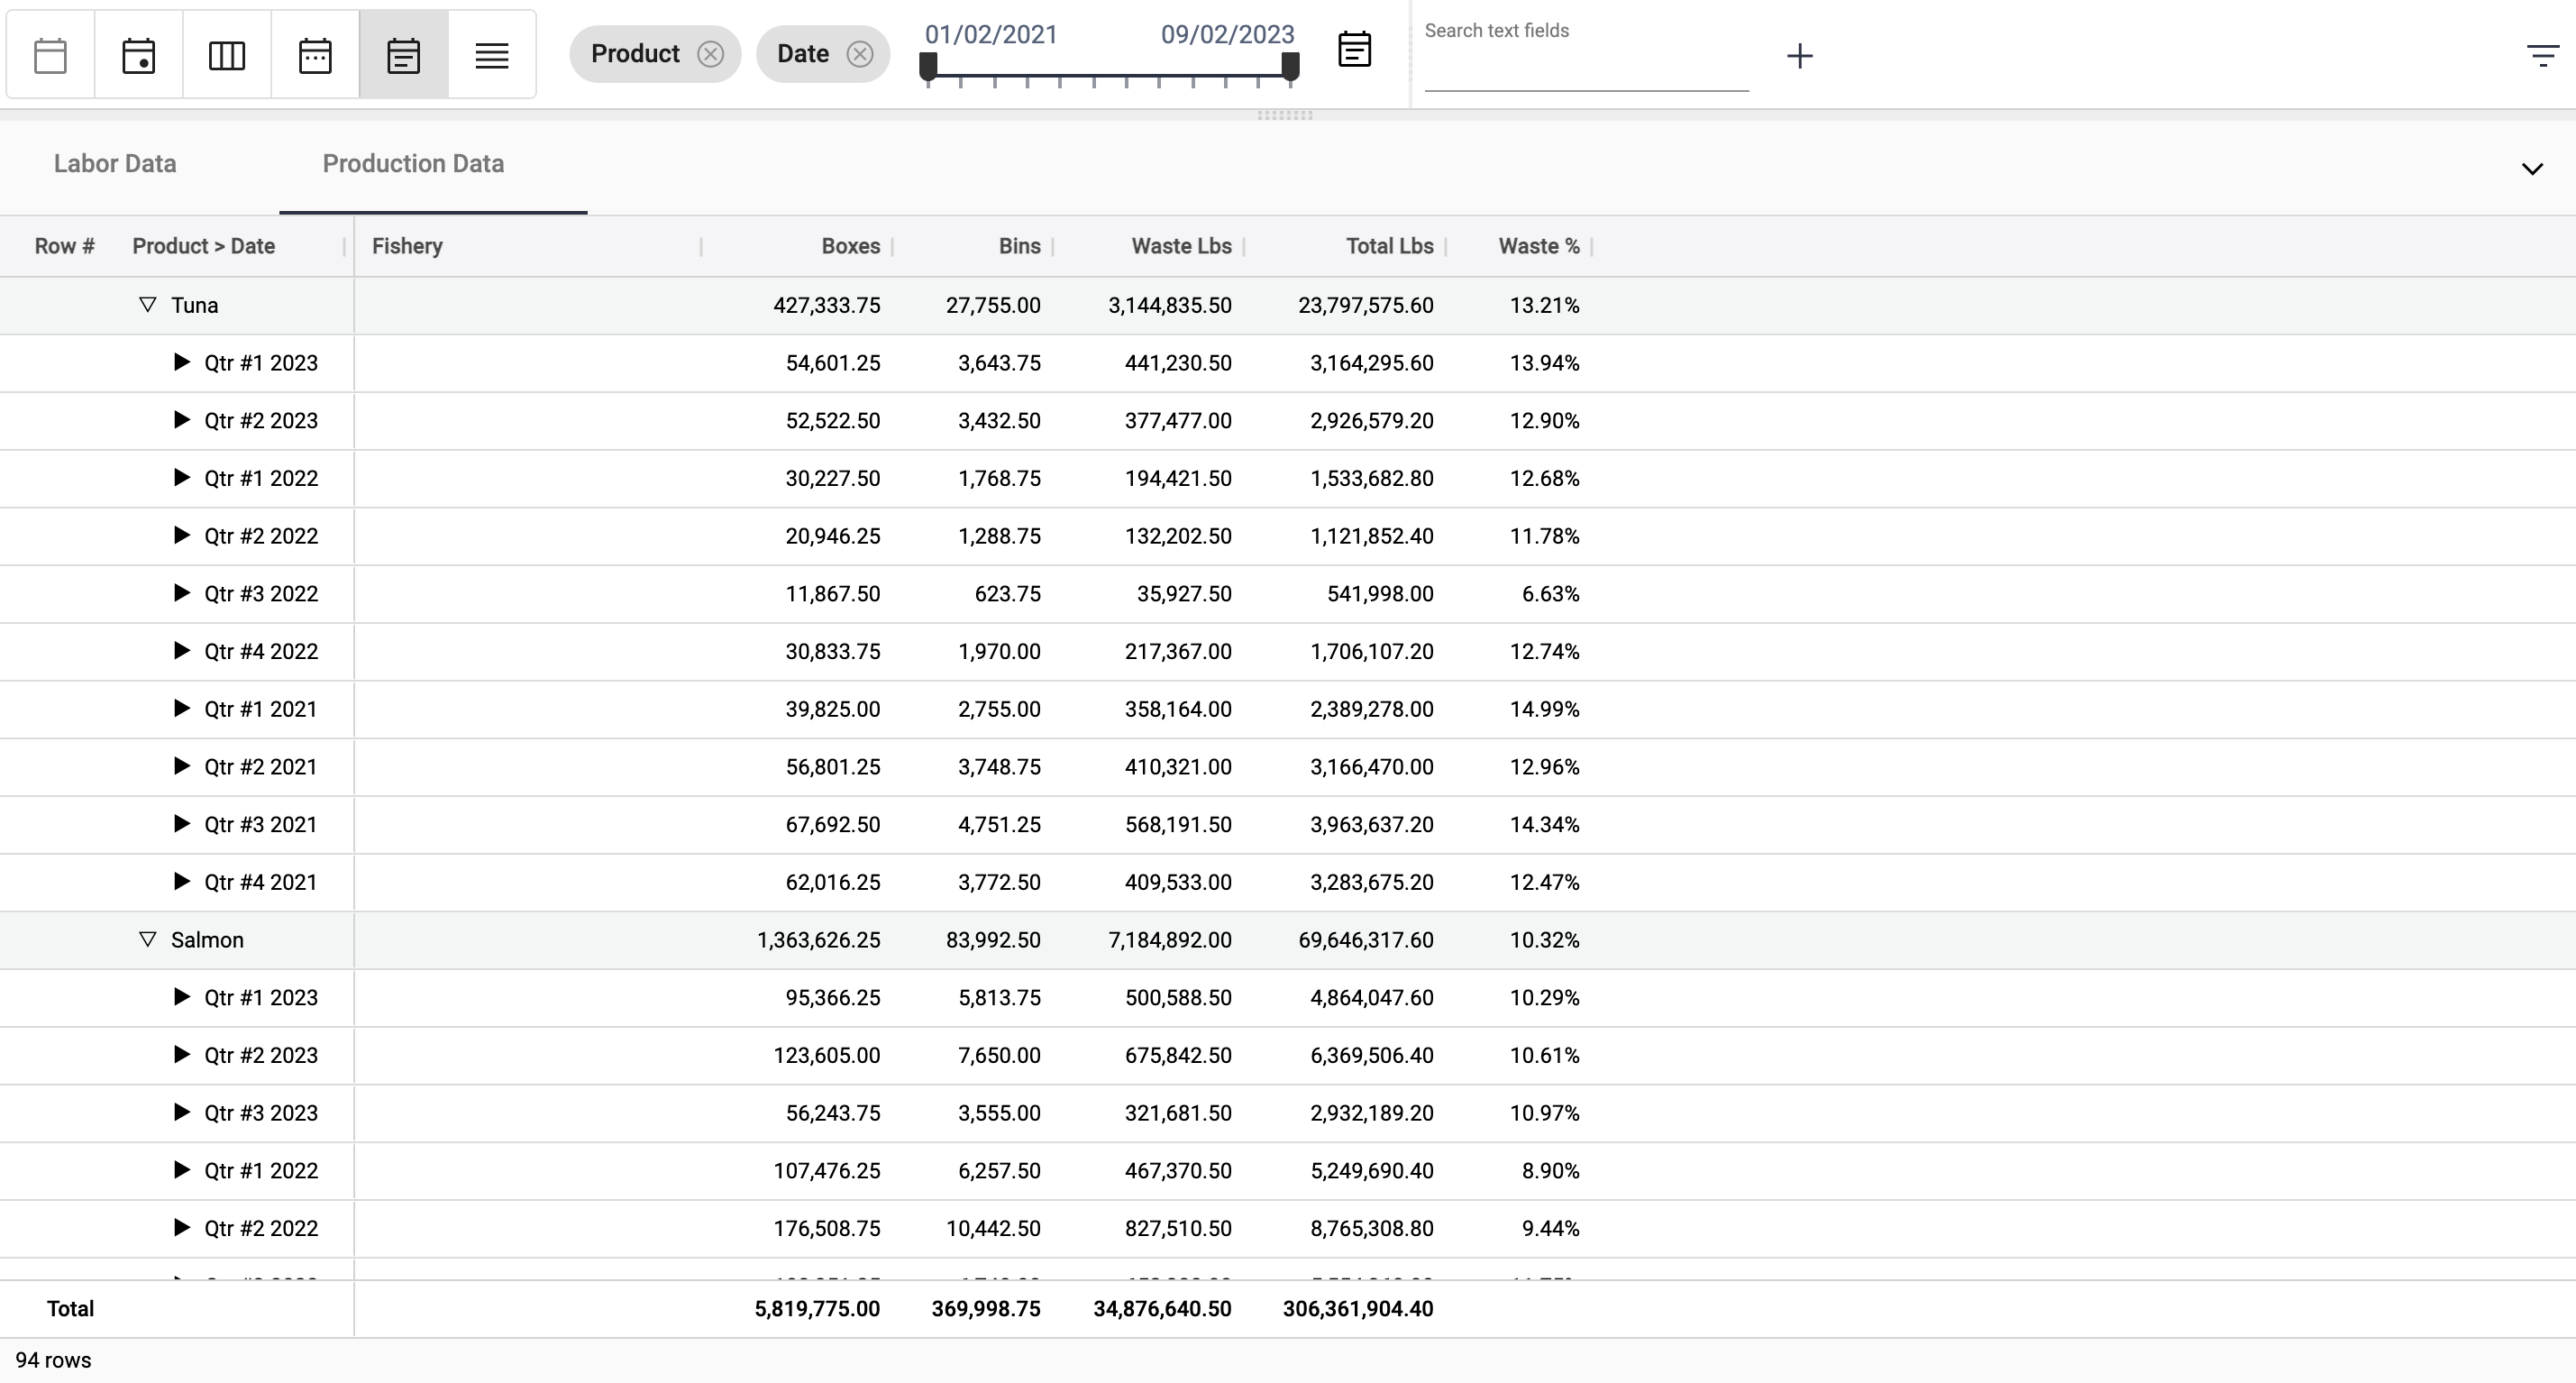 Product Date 01/02/2021 09/02/2023 Search text fields
Labor Data Production Data
Row # Product > Date Fishery Boxes Bins Waste Lbs Total Lbs Waste %
Tuna 427,333.75 27,755.00 3,144,835.50 23,797,575.60 13.21%
Qtr #1 2023 54,601.25 3,643.75 441,230.50 3,164,295.60 13.94%
Qtr #2 2023 52,522.50 3,432.50 377,477.00 2,926,579.20 12.90%
Qtr #1 2022 30,227.50 1,768.75 194,421.50 1,533,682.80 12.68%
Qtr #2 2022 20,946.25 1,288.75 132,202.50 1,121,852.40 11.78%
Qtr #3 2022 11,867.50 623.75 35,927.50 541,998.00 6.63%
Qtr #4 2022 30,833.75 1,970.00 217,367.00 1,706,107.20 12.74%
Qtr #1 2021 39,825.00 2,755.00 358,164.00 2,389,278.00 14.99%
Qtr #2 2021 56,801.25 3,748.75 410,321.00 3,166,470.00 12.96%
Qtr #3 2021 67,692.50 4,751.25 568,191.50 3,963,637.20 14.34%
Qtr #4 2021 62,016.25 3,772.50 409,533.00 3,283,675.20 12.47%
Salmon 1,363,626.25 83,992.50 7,184,892.00 69,646,317.60 10.32%
Qtr #1 2023 95,366.25 5,813.75 500,588.50 4,864,047.60 10.29%
Qtr #2 2023 123,605.00 7,650.00 675,842.50 6,369,506.40 10.61%
Qtr #3 2023 56,243.75 3,555.00 321,681.50 2,932,189.20 10.97%
Qtr #1 2022 107,476.25 6,257.50 467,370.50 5,249,690.40 8.90%
Qtr #2 2022 176,508.75 10,442.50 827,510.50 8,765,308.80 9.44%
Total 5,819,775.00 369,998.75 34,876,640.50 306,361,904.40
94 rows